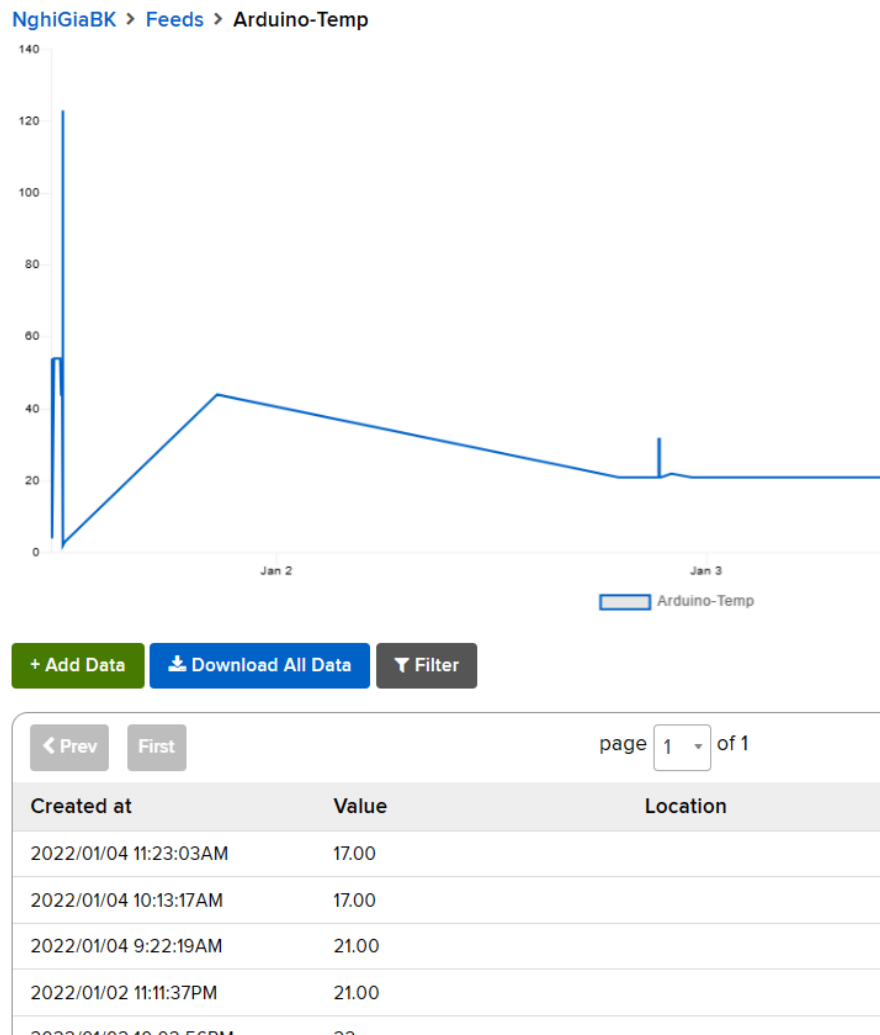 NghiGiaBK > Feeds > Arduino-Temp
140
120
100
80
60
40
20
0
Jan 2 Jan 3
Arduino-Temp
+ Add Data Download All Data Filter
Prev First page 1 of 1
Created at Value Location
2022/01/04 11:23:03AM 17.00
2022/01/04 10:13:17AM 17.00
2022/01/04 9:22:19AM 21.00
2022/01/02 11:11:37PM 21.00